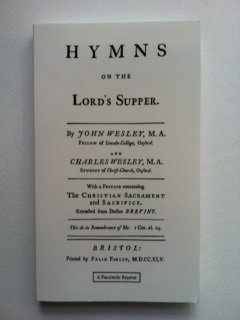 HYMNS
ON THE
LORD'S SUPPER.
By JOHN WESLEY, M.A.
FELLOW of Lincoln-College, Oxford.
AND
CHARLES WESLEY, M.A.
STUDENT of Christ-Church, Oxford.
With a PREFACE concerning
The CHRISTIAN SACRAMENT
and SACRIFICE,
Extracted from Doctor BREVINT.
This do in Remembrance of Me. 1 Cor. xi. 24.
BRISTOL:
Printed by FELIX FARLEY, M.DCC.XLV.
A Facsimile Reprint